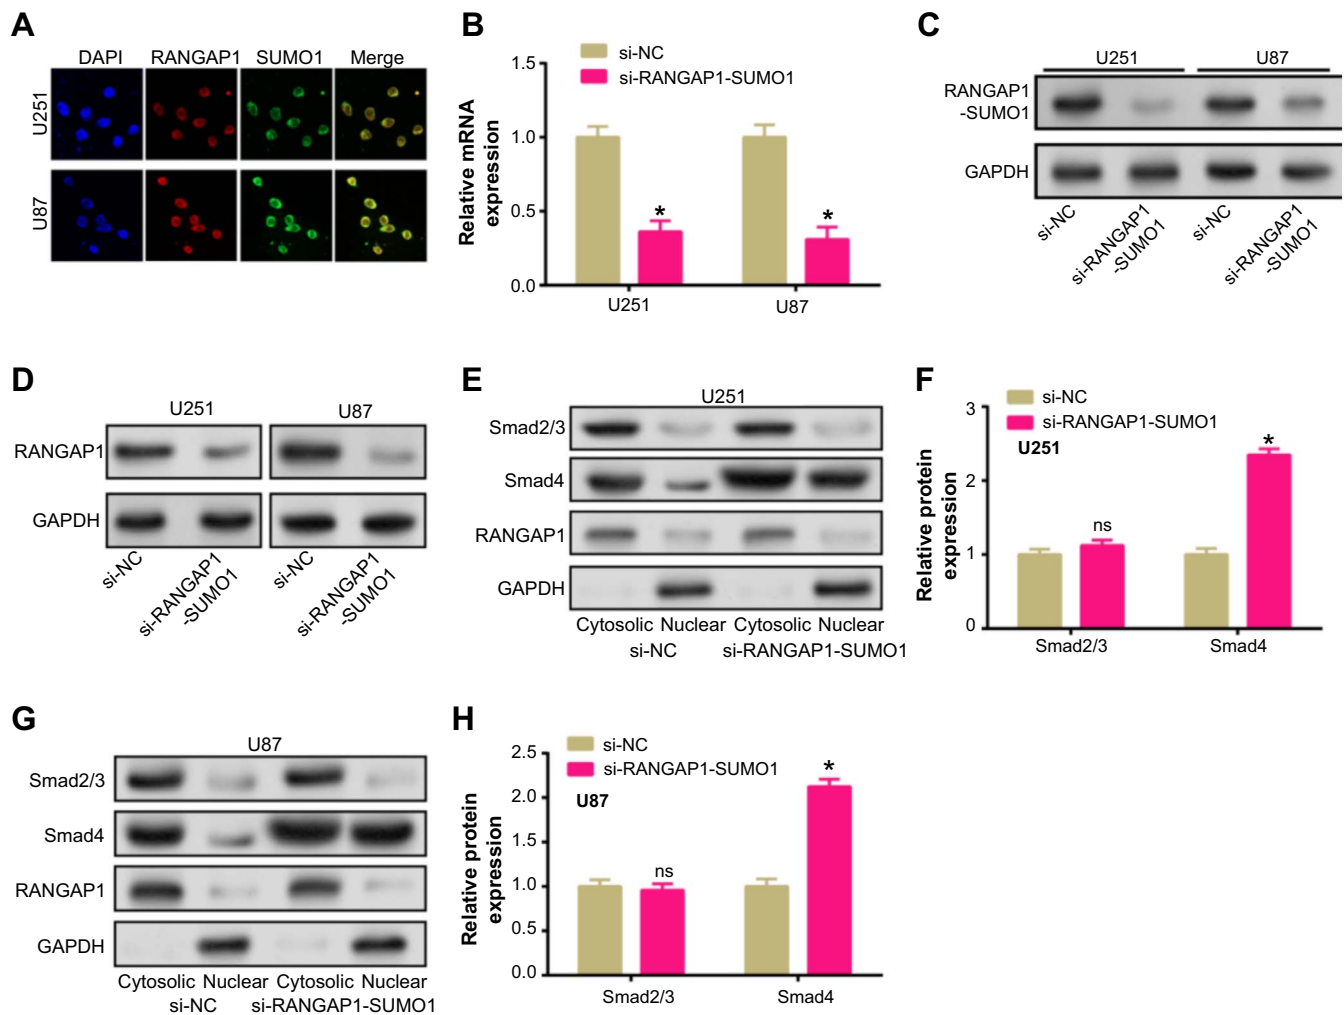 A
DAPI RANGAP1 SUMO1 Merge
U251
U87
B
si-NC
si-RANGAP1-SUMO1
Relative mRNA
expression
1.5
1.0
0.5
0.0
*
*
U251 U87
C
U251 U87
RANGAP1
-SUMO1
GAPDH
si-NC
si-RANGAP1
-SUMO1
si-NC
si-RANGAP1
-SUMO1
D
U251 U87
RANGAP1
GAPDH
si-NC
si-RANGAP1
-SUMO1
si-NC
si-RANGAP1
-SUMO1
E
U251
Smad2/3
Smad4
RANGAP1
GAPDH
Cytosolic Nuclear Cytosolic Nuclear
si-NC si-RANGAP1-SUMO1
F
si-NC
si-RANGAP1-SUMO1
U251
Relative protein
expression
3
2
1
0
ns
*
Smad2/3 Smad4
G
U87
Smad2/3
Smad4
RANGAP1
GAPDH
Cytosolic Nuclear Cytosolic Nuclear
si-NC si-RANGAP1-SUMO1
H
si-NC
si-RANGAP1-SUMO1
U87
Relative protein
expression
2.5
2.0
1.5
1.0
0.5
0.0
ns
*
Smad2/3 Smad4